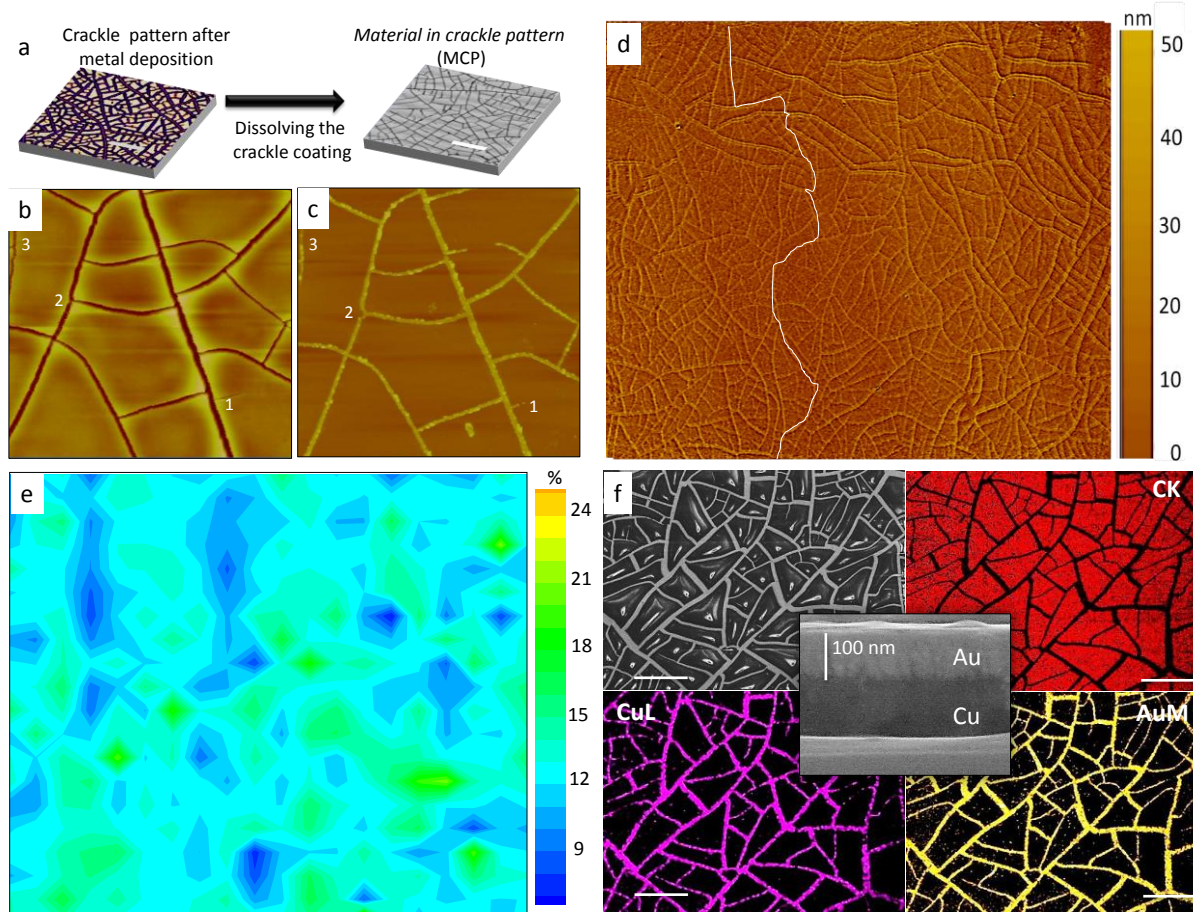 a
Crackle pattern after
metal deposition
Dissolving the
crackle coating
Material in crackle pattern
(MCP)
b
3
2
1
c
3
2
1
d
nm
50
40
30
20
10
0
e
%
24
21
18
15
12
9
f
CK
100 nm
Au
Cu
CuL
AuM